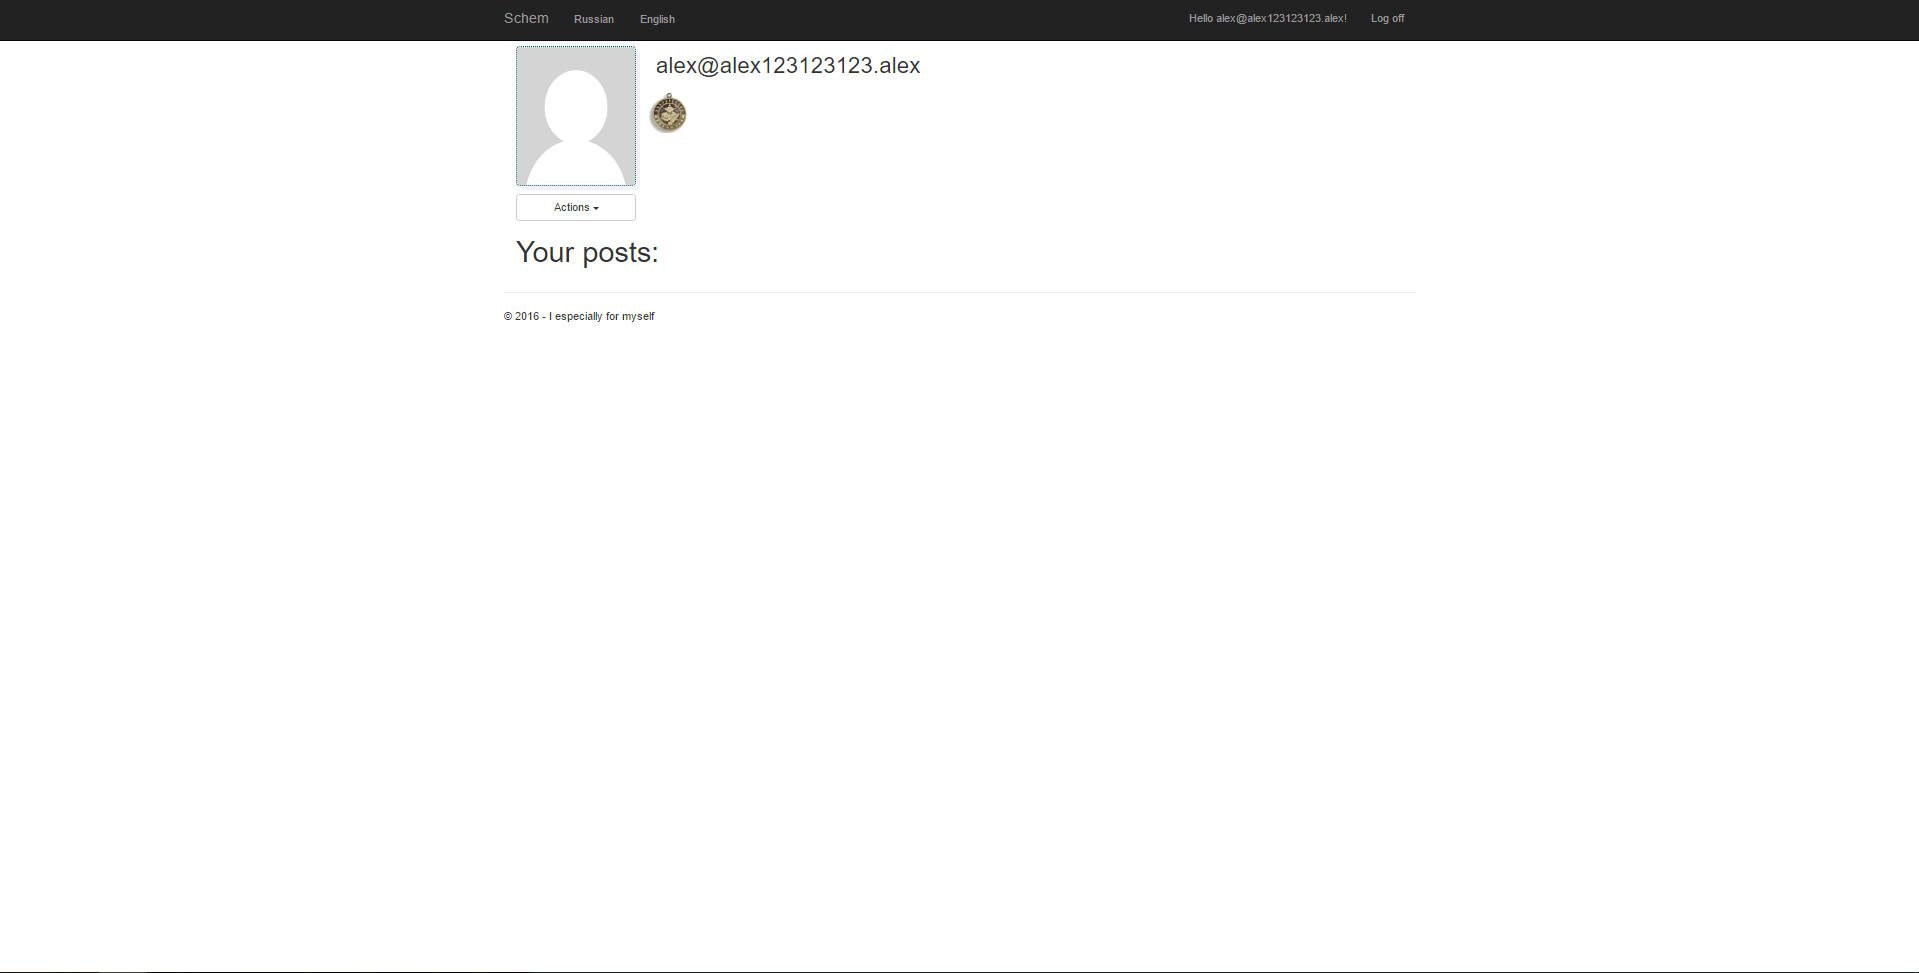 Schem Russian English Hello alex@alex123123123.alex! Log off
alex@alex123123123.alex
Actions
Your posts:
© 2016 - I especially for myself